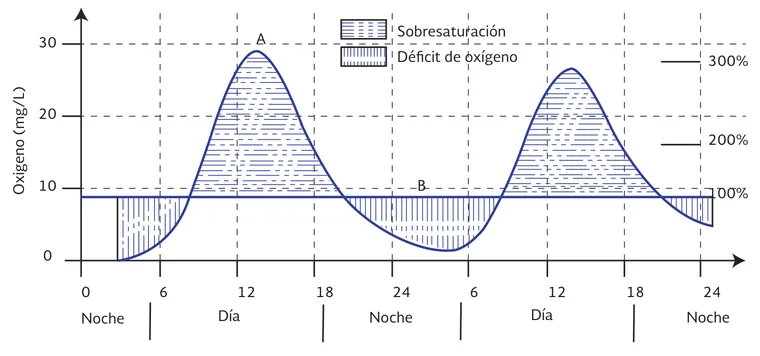 A
Sobresaturación
Déficit de oxígeno
Oxigeno (mg/L)
30
20
10
0
300%
200%
100%
B
0 6 12 18 24 6 12 18 24
Noche Día Noche Día Noche